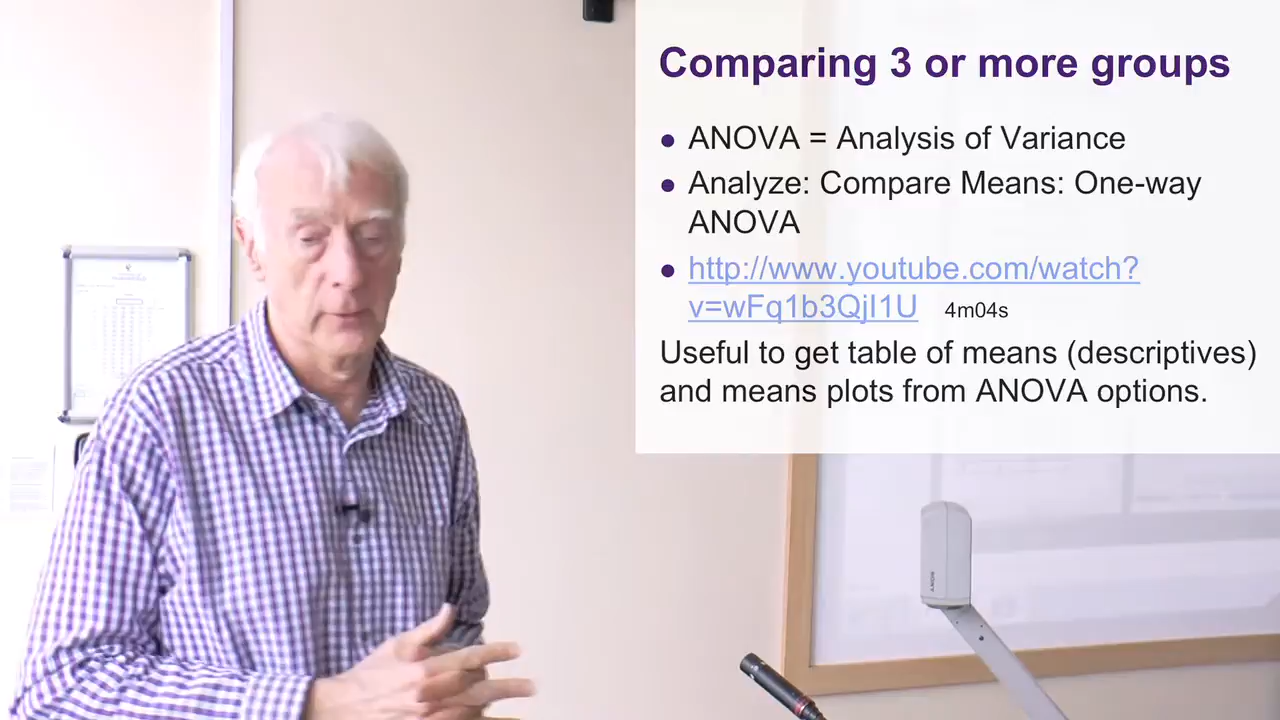 Comparing 3 or more groups
● ANOVA = Analysis of Variance
● Analyze: Compare Means: One-way
ANOVA
● http://www.youtube.com/watch?
v=wFq1b3QjI1U 4m04s
Useful to get table of means (descriptives)
and means plots from ANOVA options.
SONY